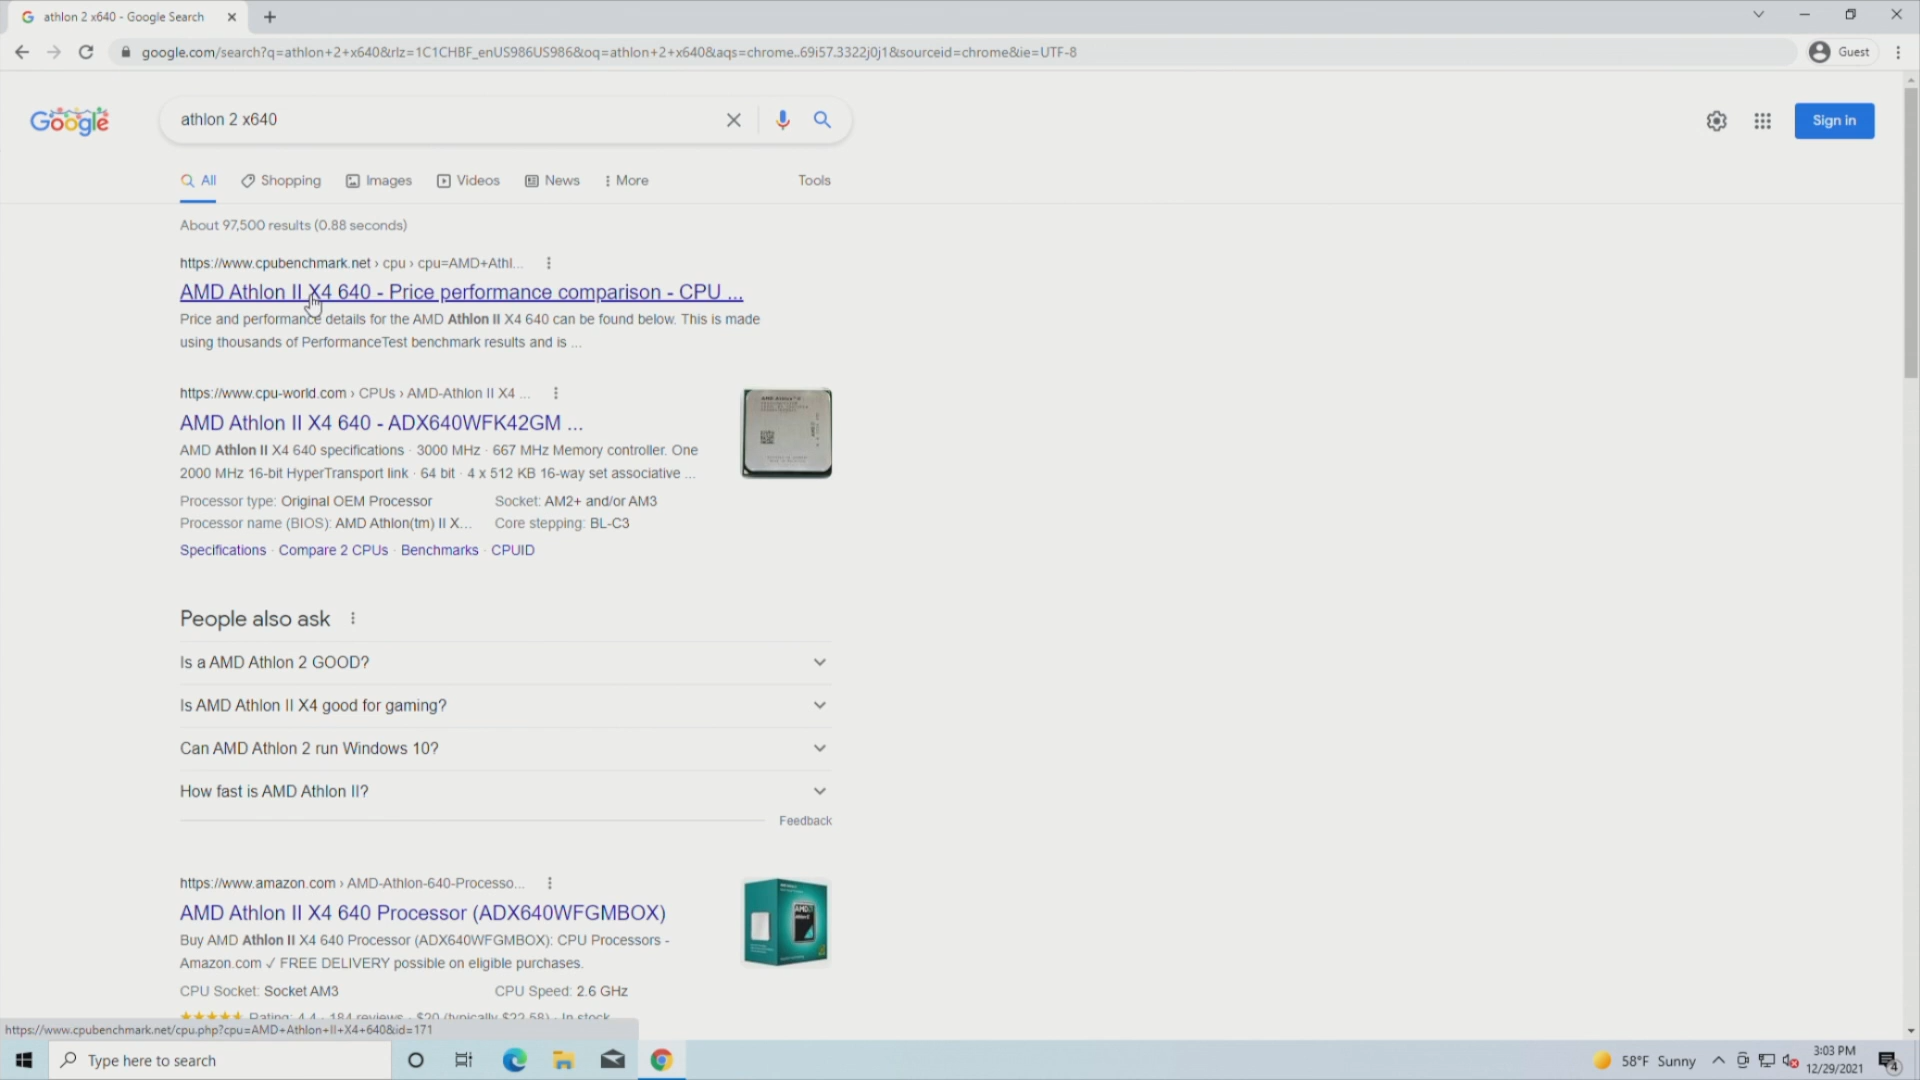 athlon 2 x640 - Google Search
google.com/search?q=athlon+2+x640&rlz=1C1CHBF_enUS986US986&oq=athlon+2+x640&aqs=chrome..69i57.3322j0j1&sourceid=chrome&ie=UTF-8
Guest
Google
athlon 2 x640
Sign in
All
Shopping
Images
Videos
News
More
Tools
About 97,500 results (0.88 seconds)
https://www.cpubenchmark.net › cpu › cpu=AMD+Athl...
AMD Athlon II X4 640 - Price performance comparison - CPU ...
Price and performance details for the AMD Athlon II X4 640 can be found below. This is made
using thousands of PerformanceTest benchmark results and is ...
https://www.cpu-world.com › CPUs › AMD-Athlon II X4 ...
AMD Athlon II X4 640 - ADX640WFK42GM ...
AMD Athlon II X4 640 specifications · 3000 MHz · 667 MHz Memory controller. One
2000 MHz 16-bit HyperTransport link · 64 bit · 4 x 512 KB 16-way set associative ...
Processor type: Original OEM Processor
Socket: AM2+ and/or AM3
Processor name (BIOS): AMD Athlon(tm) II X...
Core stepping: BL-C3
Specifications · Compare 2 CPUs · Benchmarks · CPUID
People also ask
Is a AMD Athlon 2 GOOD?
Is AMD Athlon II X4 good for gaming?
Can AMD Athlon 2 run Windows 10?
How fast is AMD Athlon II?
Feedback
https://www.amazon.com › AMD-Athlon-640-Processo...
AMD Athlon II X4 640 Processor (ADX640WFGMBOX)
Buy AMD Athlon II X4 640 Processor (ADX640WFGMBOX): CPU Processors -
Amazon.com ✓ FREE DELIVERY possible on eligible purchases.
CPU Socket: Socket AM3
CPU Speed: 2.6 GHz
Rating: 4.4 · 184 reviews · $20 (typically $22.58) · In stock
AMD
https://www.cpubenchmark.net/cpu.php?cpu=AMD+Athlon+II+X4+640&id=171
Type here to search
58°F Sunny
3:03 PM
12/29/2021
4